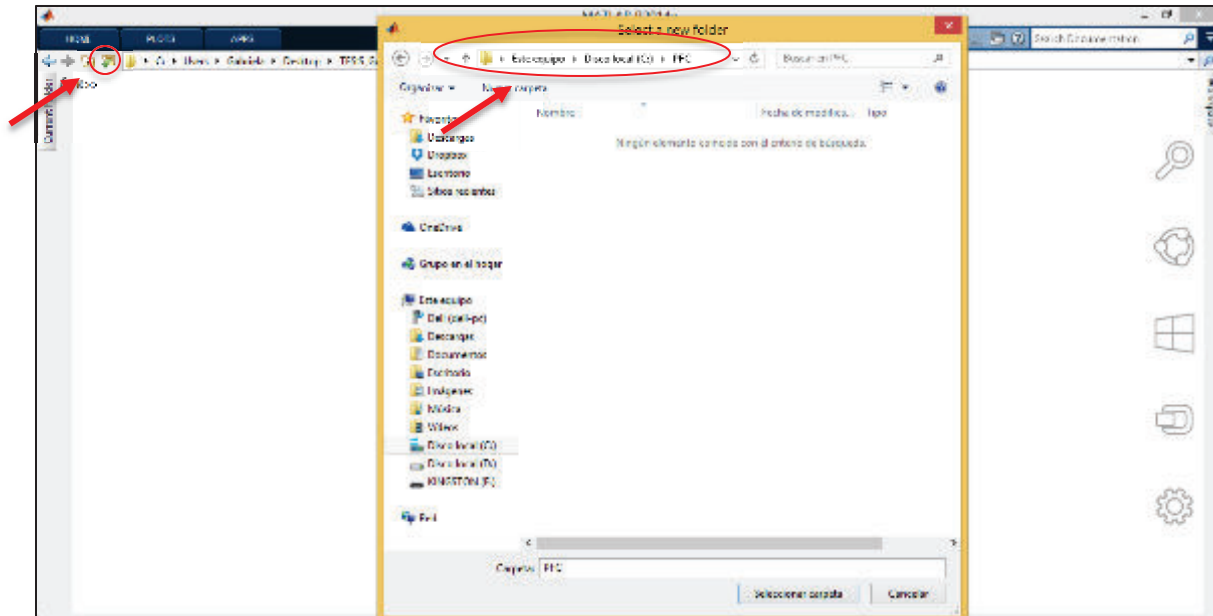 MATLAB R2014a
HOME PLOTS APPS
Search Documentation
C: ▸ Users ▸ Gabriela ▸ Desktop ▸
Current Folder
Select a new folder
Este equipo ▸ Disco local (C:) ▸ PFC
Buscar en PFC
Organizar
Nueva carpeta
Nombre
Fecha de modifica...
Tipo
Ningún elemento coincide con el criterio de búsqueda.
Favoritos
Descargas
Dropbox
Escritorio
Sitios recientes
OneDrive
Grupo en el hogar
Este equipo
Dell (dell-pc)
Descargas
Documentos
Escritorio
Imágenes
Música
Vídeos
Disco local (C:)
Disco local (D:)
KINGSTON (F:)
Red
Carpeta: PFC
Seleccionar carpeta
Cancelar